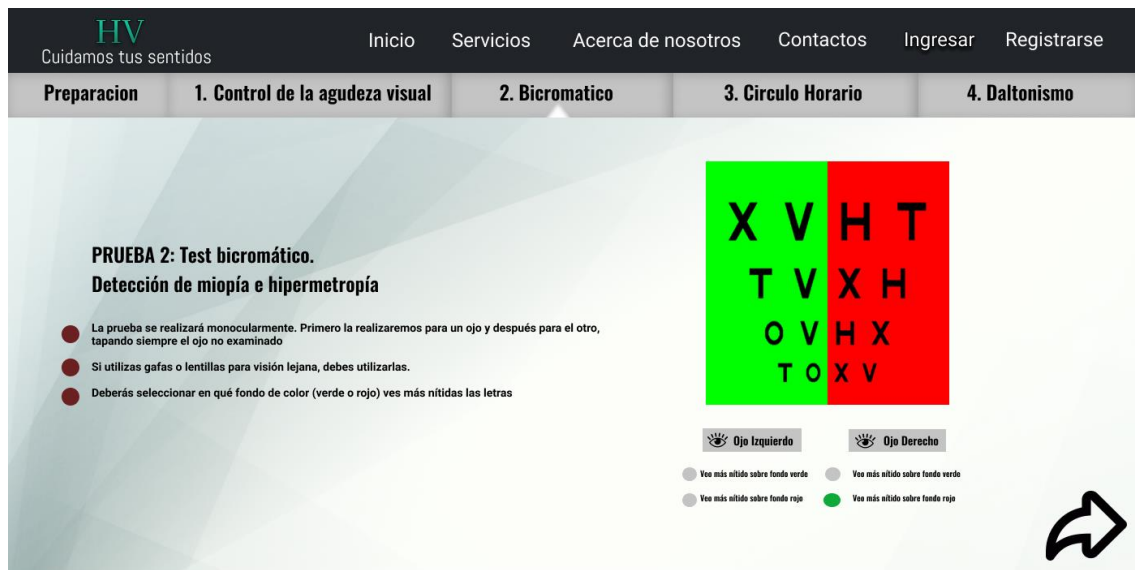 HV
Cuidamos tus sentidos
Inicio Servicios Acerca de nosotros Contactos Ingresar Registrarse
Preparacion 1. Control de la agudeza visual 2. Bicromatico 3. Circulo Horario 4. Daltonismo
PRUEBA 2: Test bicromático.
Detección de miopía e hipermetropía
La prueba se realizará monocularmente. Primero la realizaremos para un ojo y después para el otro,
tapando siempre el ojo no examinado
Si utilizas gafas o lentillas para visión lejana, debes utilizarlas.
Deberás seleccionar en qué fondo de color (verde o rojo) ves más nítidas las letras
X V H T
T V X H
O V H X
T O X V
Ojo Izquierdo Ojo Derecho
Veo más nítido sobre fondo verde Veo más nítido sobre fondo verde
Veo más nítido sobre fondo rojo Veo más nítido sobre fondo rojo